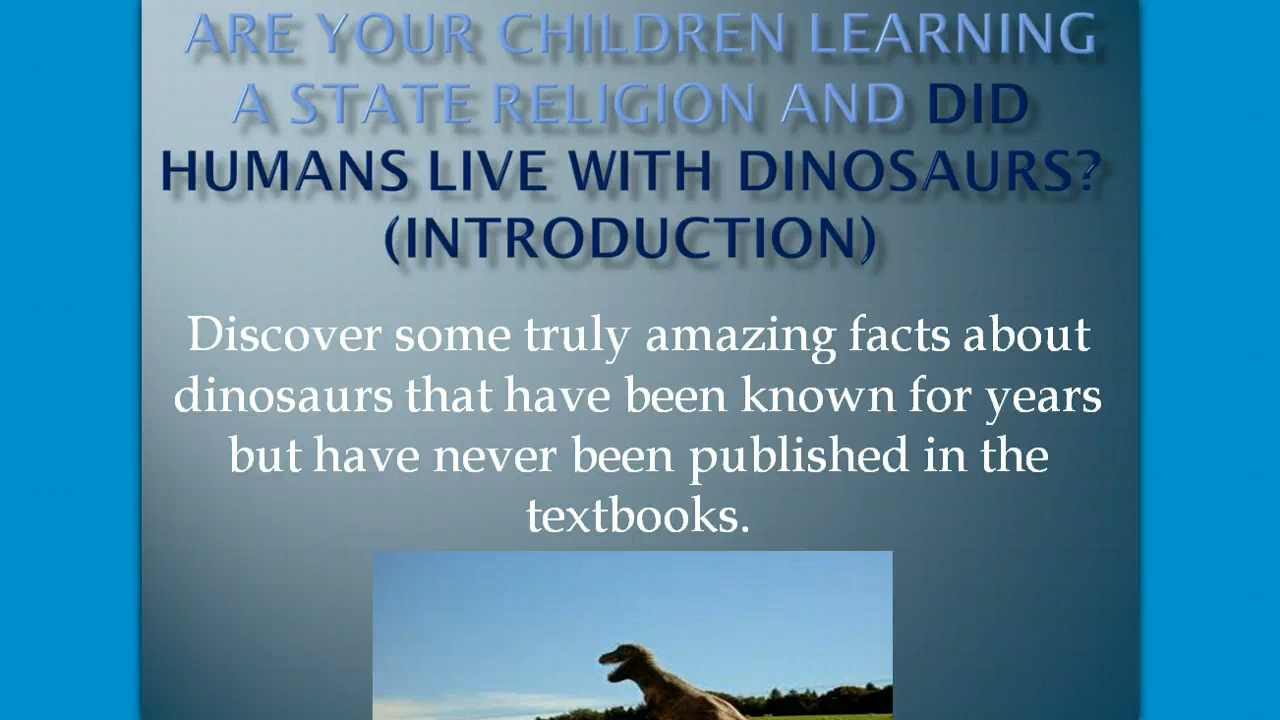 ARE YOUR CHILDREN LEARNING
A STATE RELIGION AND DID
HUMANS LIVE WITH DINOSAURS?
(INTRODUCTION)
Discover some truly amazing facts about
dinosaurs that have been known for years
but have never been published in the
textbooks.